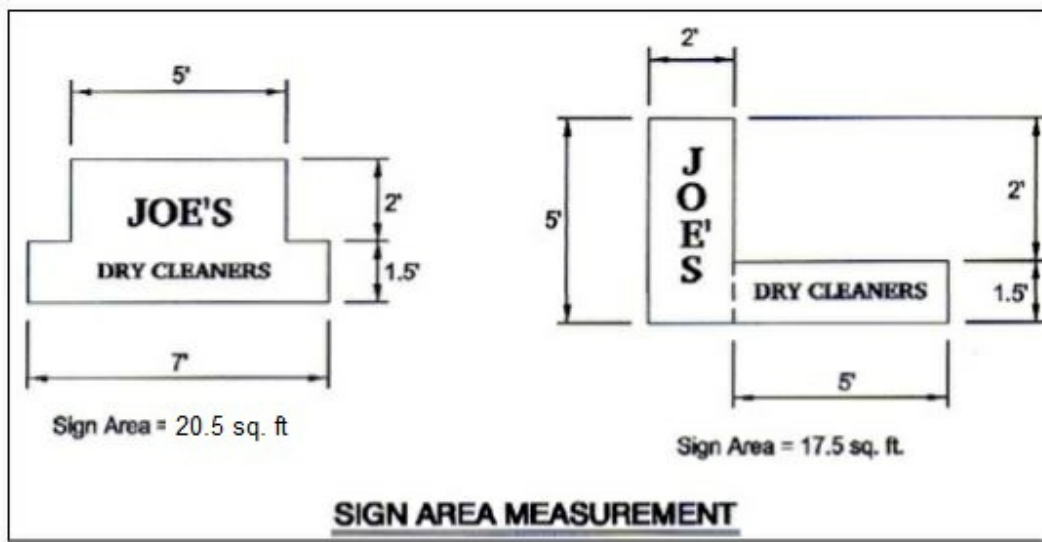 5'
JOE'S
DRY CLEANERS
2'
1.5'
7'
Sign Area = 20.5 sq. ft
2'
5'
JOE'S
2'
DRY CLEANERS
1.5'
5'
Sign Area = 17.5 sq. ft.
SIGN AREA MEASUREMENT